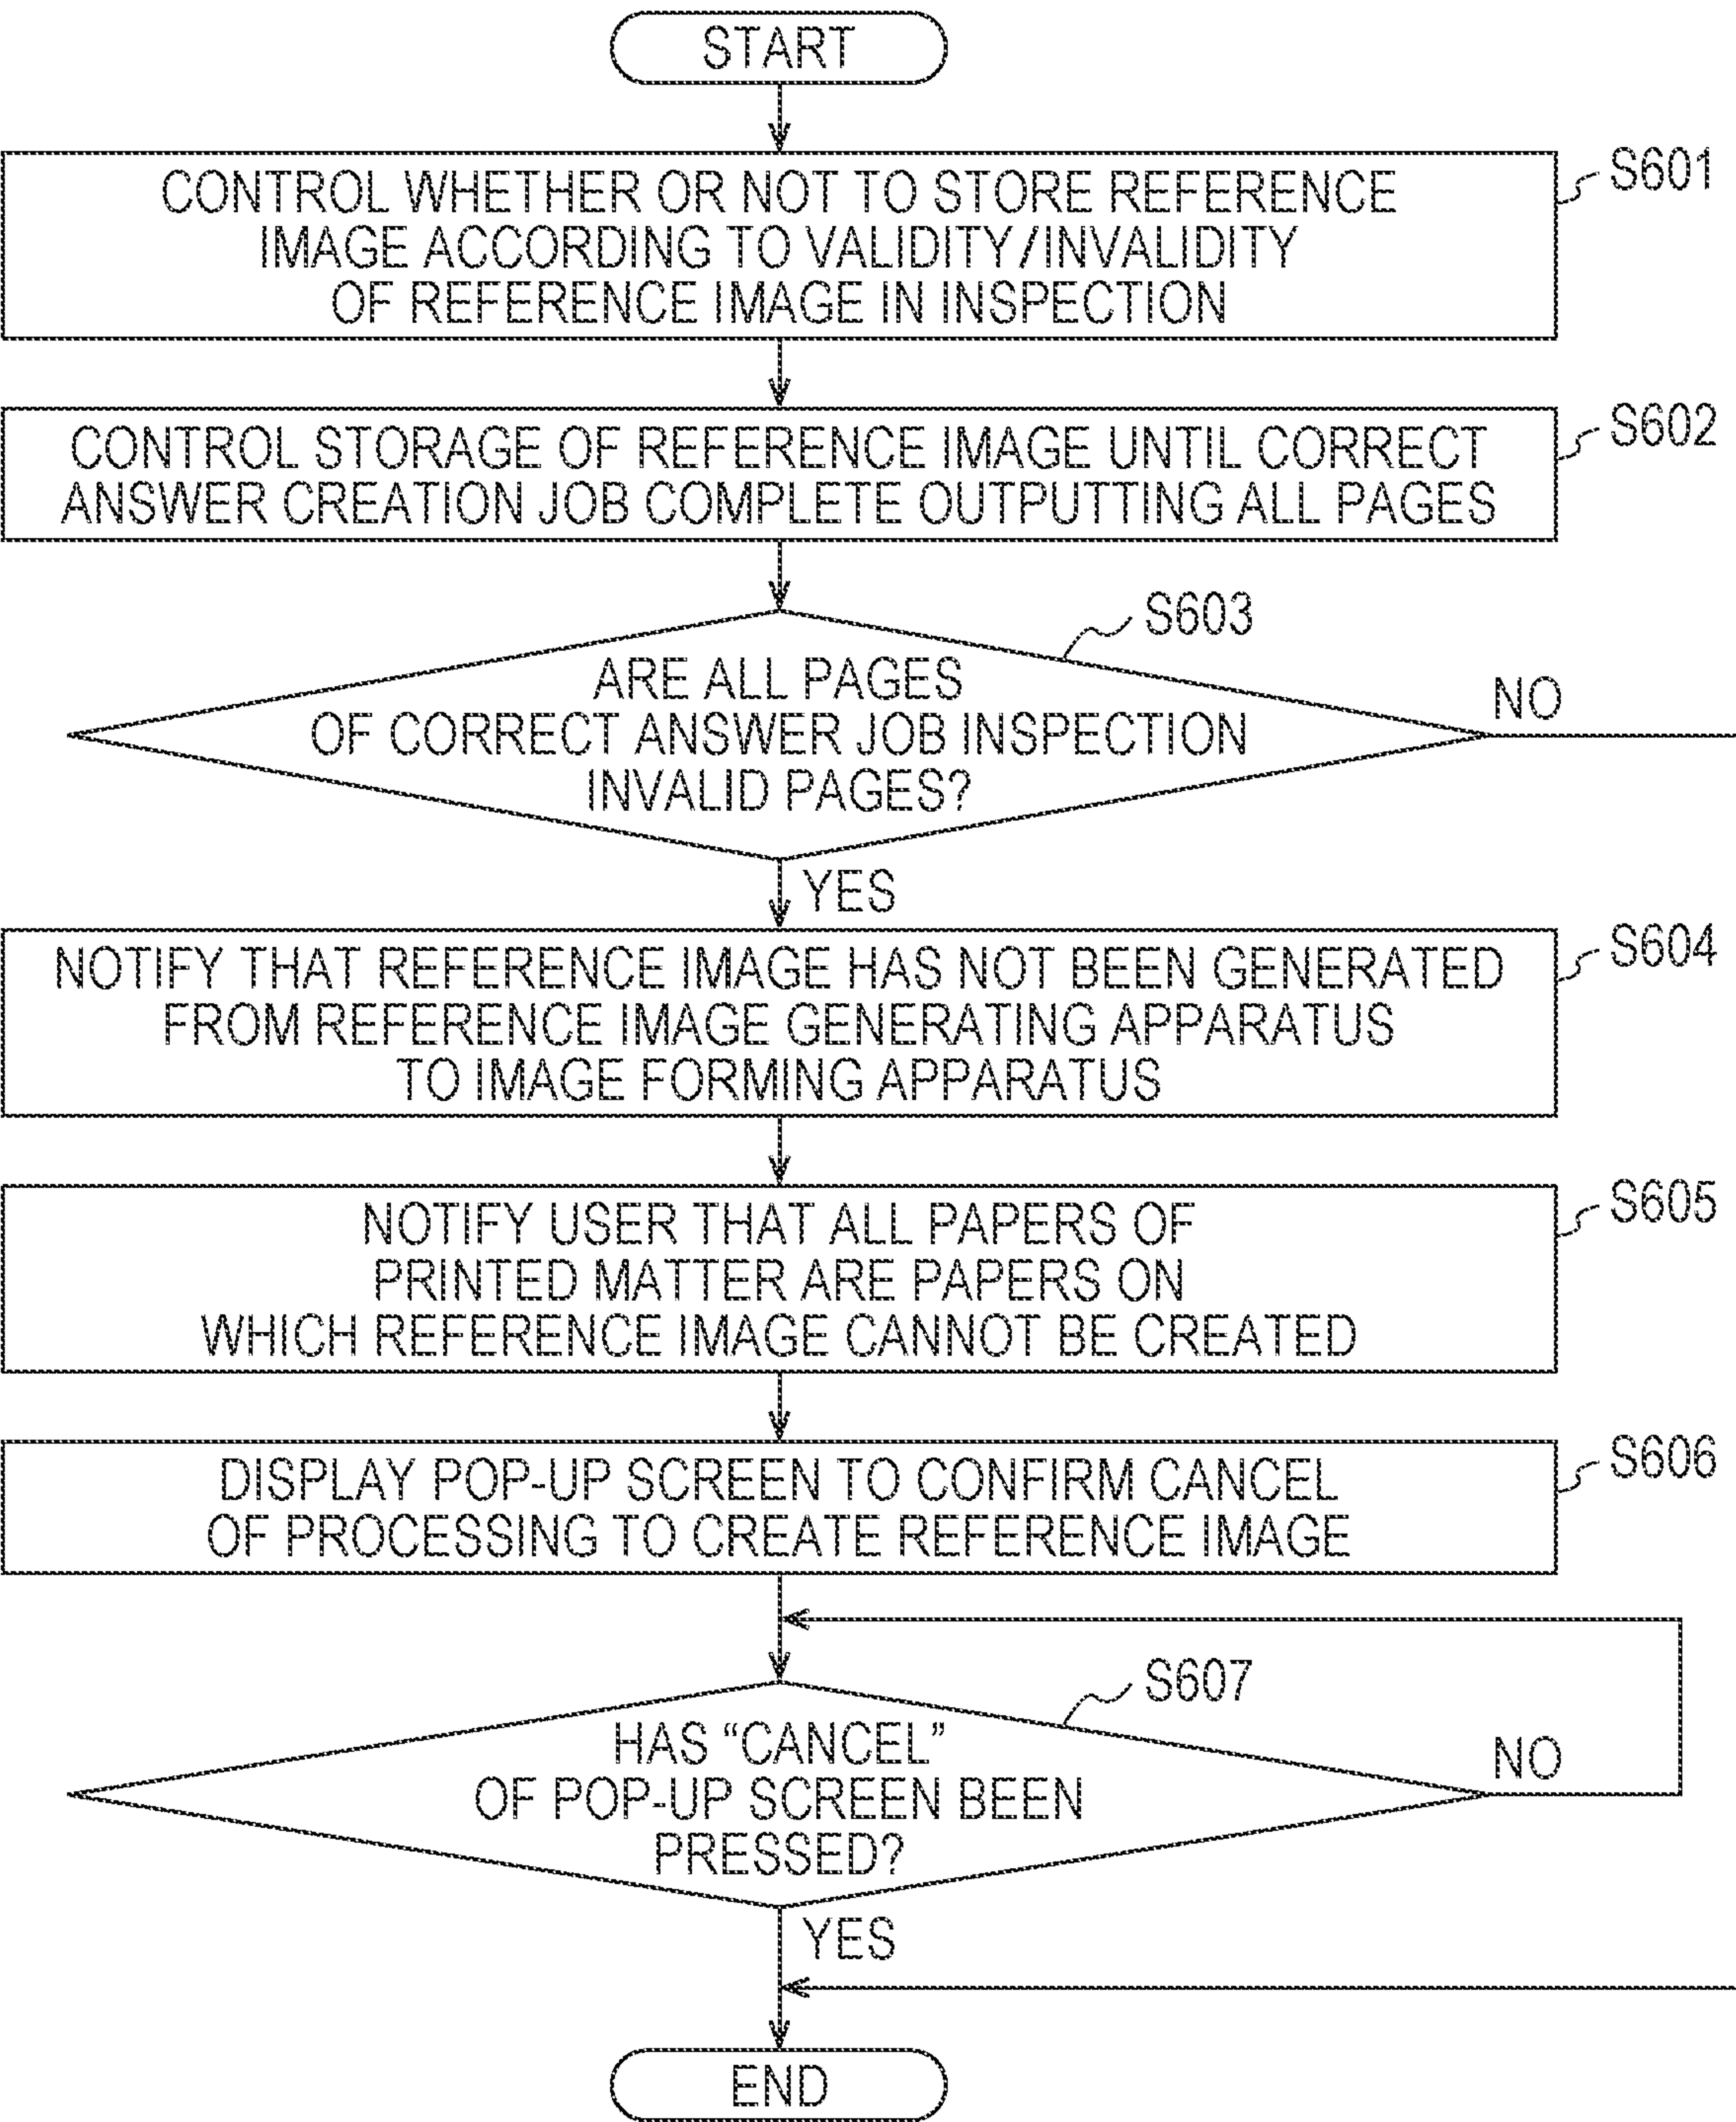 START
S601
CONTROL WHETHER OR NOT TO STORE REFERENCE
IMAGE ACCORDING TO VALIDITY/INVALIDITY
OF REFERENCE IMAGE IN INSPECTION
S602
CONTROL STORAGE OF REFERENCE IMAGE UNTIL CORRECT
ANSWER CREATION JOB COMPLETE OUTPUTTING ALL PAGES
S603
ARE ALL PAGES
OF CORRECT ANSWER JOB INSPECTION
INVALID PAGES?
NO
YES
S604
NOTIFY THAT REFERENCE IMAGE HAS NOT BEEN GENERATED
FROM REFERENCE IMAGE GENERATING APPARATUS
TO IMAGE FORMING APPARATUS
S605
NOTIFY USER THAT ALL PAPERS OF
PRINTED MATTER ARE PAPERS ON
WHICH REFERENCE IMAGE CANNOT BE CREATED
S606
DISPLAY POP-UP SCREEN TO CONFIRM CANCEL
OF PROCESSING TO CREATE REFERENCE IMAGE
S607
HAS “CANCEL”
OF POP-UP SCREEN BEEN
PRESSED?
NO
YES
END